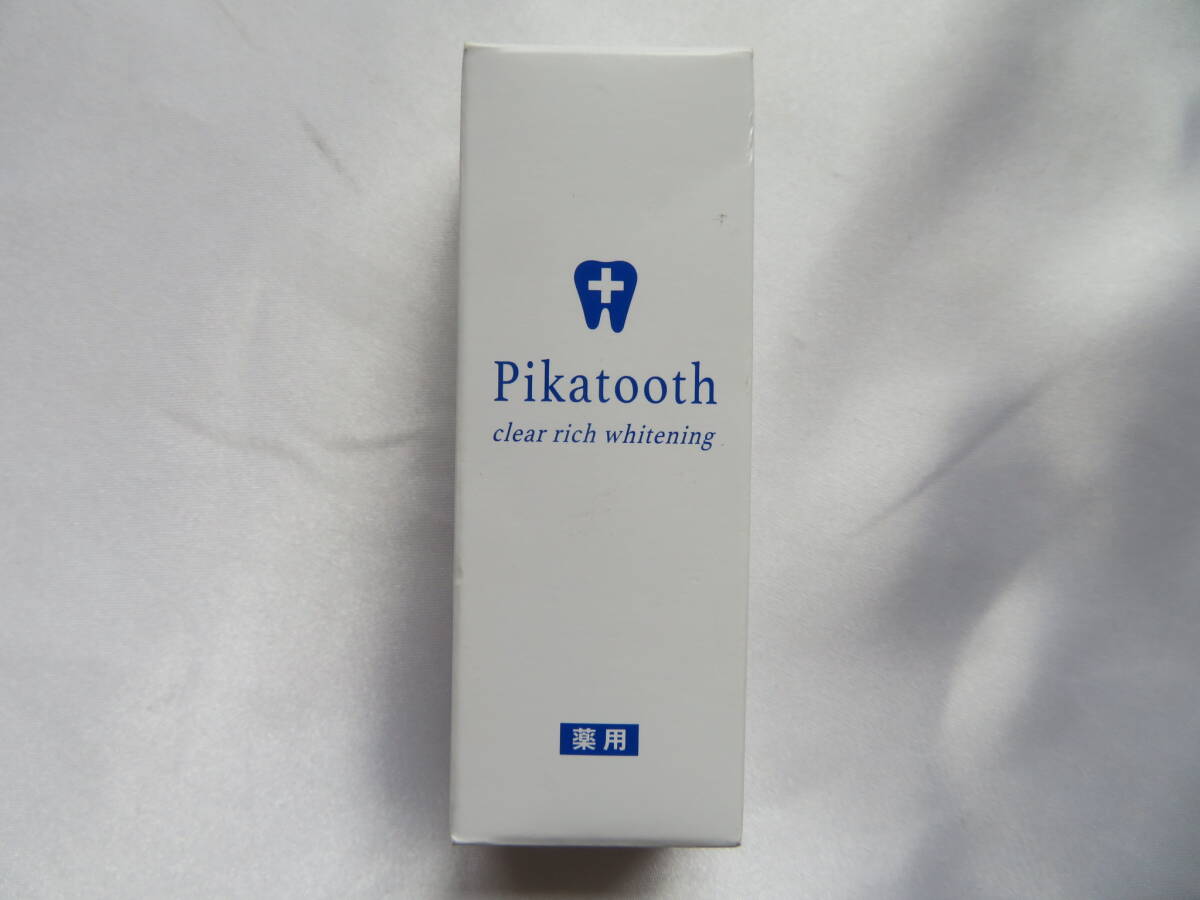 Pikatooth
clear rich whitening
薬用